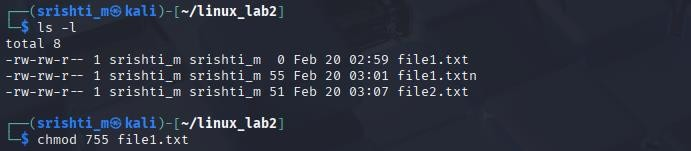 ┌──(srishti_m㉿kali)-[~/linux_lab2]
└─$ ls -l
total 8
-rw-rw-r-- 1 srishti_m srishti_m  0 Feb 20 02:59 file1.txt
-rw-rw-r-- 1 srishti_m srishti_m 55 Feb 20 03:01 file1.txtn
-rw-rw-r-- 1 srishti_m srishti_m 51 Feb 20 03:07 file2.txt
┌──(srishti_m㉿kali)-[~/linux_lab2]
└─$ chmod 755 file1.txt